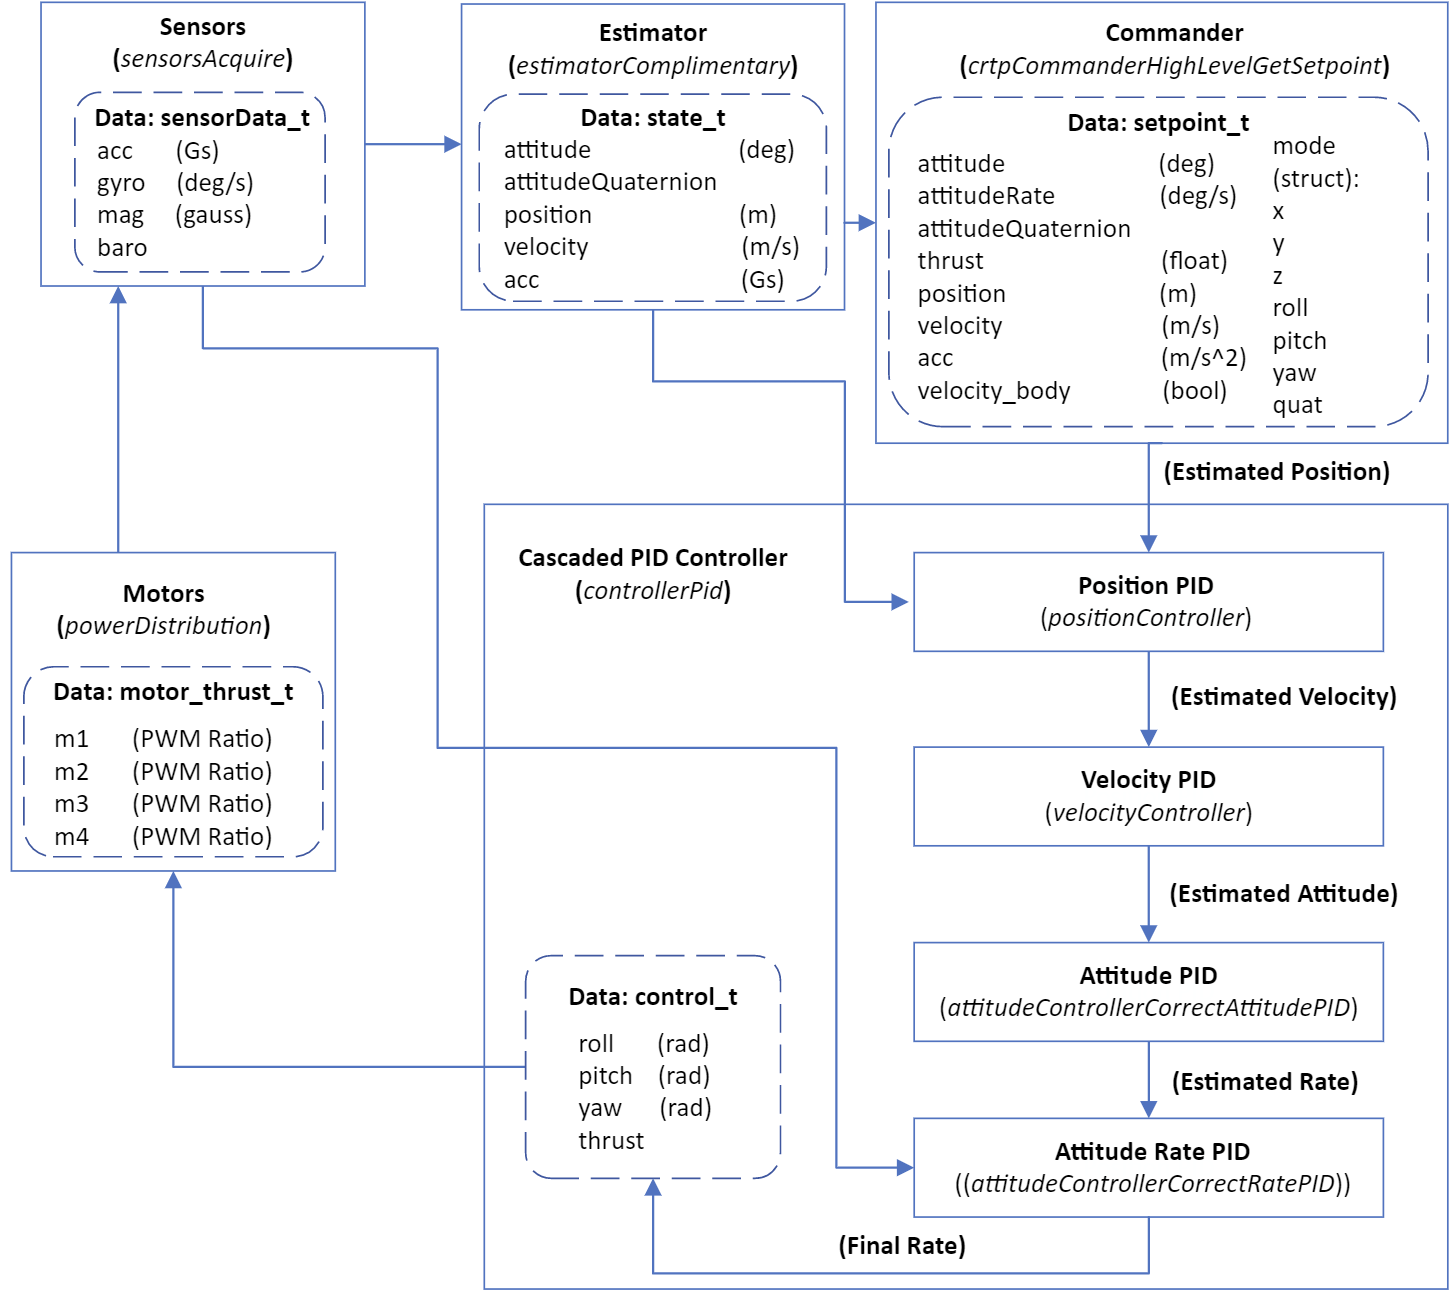 Sensors
(sensorsAcquire)
Data: sensorData_t
acc (Gs)
gyro (deg/s)
mag (gauss)
baro
Estimator
(estimatorComplimentary)
Data: state_t
attitude (deg)
attitudeQuaternion
position (m)
velocity (m/s)
acc (Gs)
Commander
(crtpCommanderHighLevelGetSetpoint)
Data: setpoint_t
attitude (deg)
attitudeRate (deg/s)
attitudeQuaternion
thrust (float)
position (m)
velocity (m/s)
acc (m/s^2)
velocity_body (bool)
mode
(struct):
x
y
z
roll
pitch
yaw
quat
(Estimated Position)
Cascaded PID Controller
(controllerPid)
Position PID
(positionController)
(Estimated Velocity)
Velocity PID
(velocityController)
(Estimated Attitude)
Attitude PID
(attitudeControllerCorrectAttitudePID)
(Estimated Rate)
Attitude Rate PID
((attitudeControllerCorrectRatePID))
(Final Rate)
Data: control_t
roll (rad)
pitch (rad)
yaw (rad)
thrust
Motors
(powerDistribution)
Data: motor_thrust_t
m1 (PWM Ratio)
m2 (PWM Ratio)
m3 (PWM Ratio)
m4 (PWM Ratio)